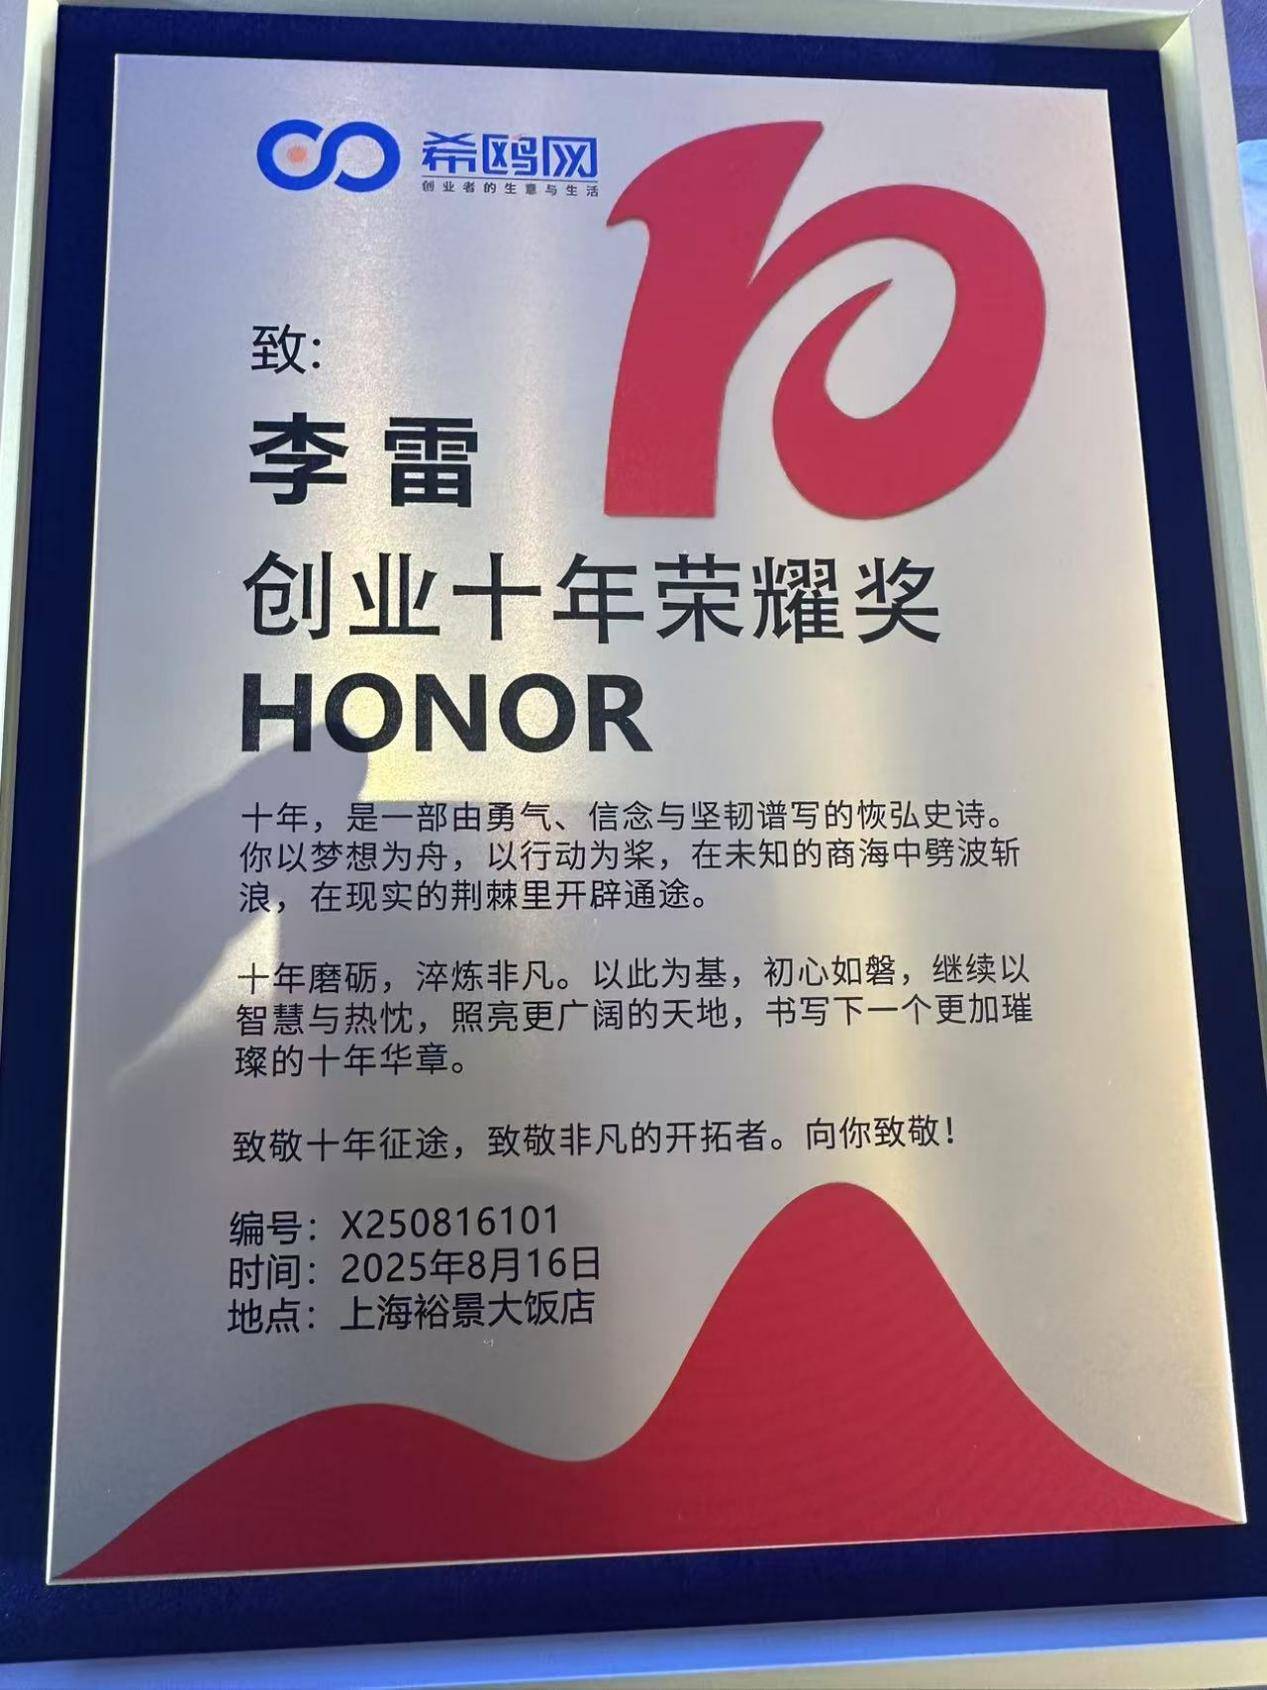 希鸥网
创业者的生意与生活
10
致:
李雷
创业十年荣耀奖
HONOR
十年，是一部由勇气、信念与坚韧谱写的恢弘史诗。
你以梦想为舟，以行动为桨，在未知的商海中劈波斩
浪，在现实的荆棘里开辟通途。
十年磨砺，淬炼非凡。以此为基，初心如磐，继续以
智慧与热忱，照亮更广阔的天地，书写下一个更加璀
璨的十年华章。
致敬十年征途，致敬非凡的开拓者。向你致敬！
编号：X250816101
时间：2025年8月16日
地点：上海裕景大饭店